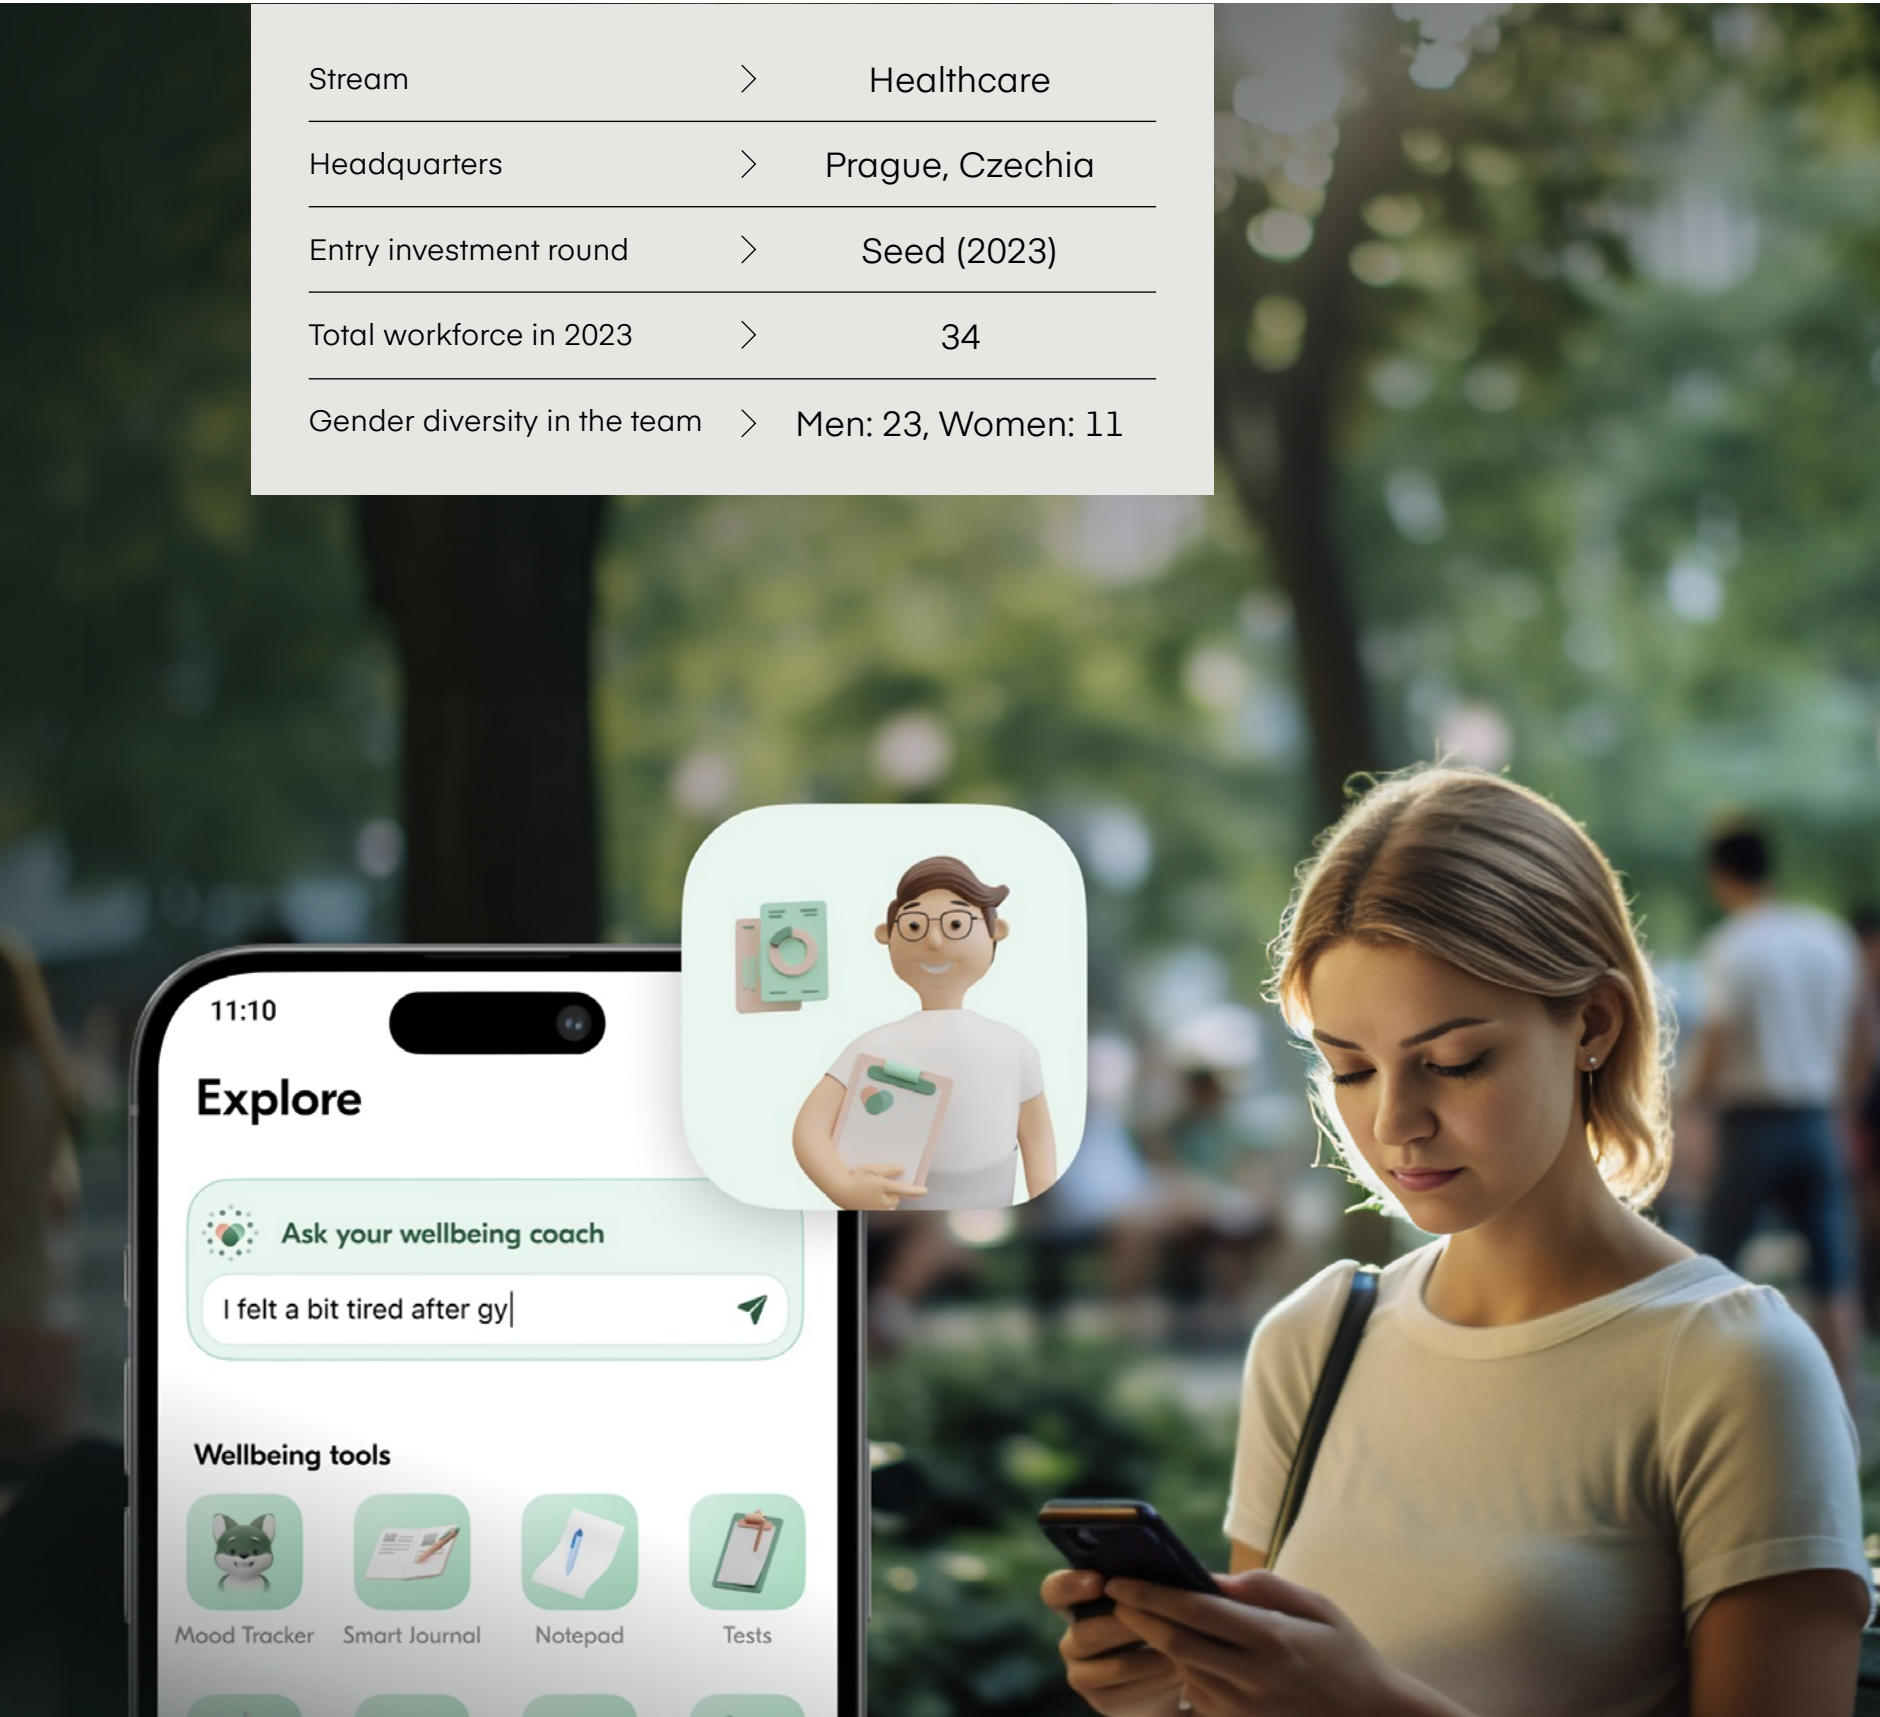 Stream > Healthcare
Headquarters > Prague, Czechia
Entry investment round > Seed (2023)
Total workforce in 2023 > 34
Gender diversity in the team > Men: 23, Women: 11
11:10
Explore
Ask your wellbeing coach
I felt a bit tired after gy
Wellbeing tools
Mood Tracker Smart Journal Notepad Tests